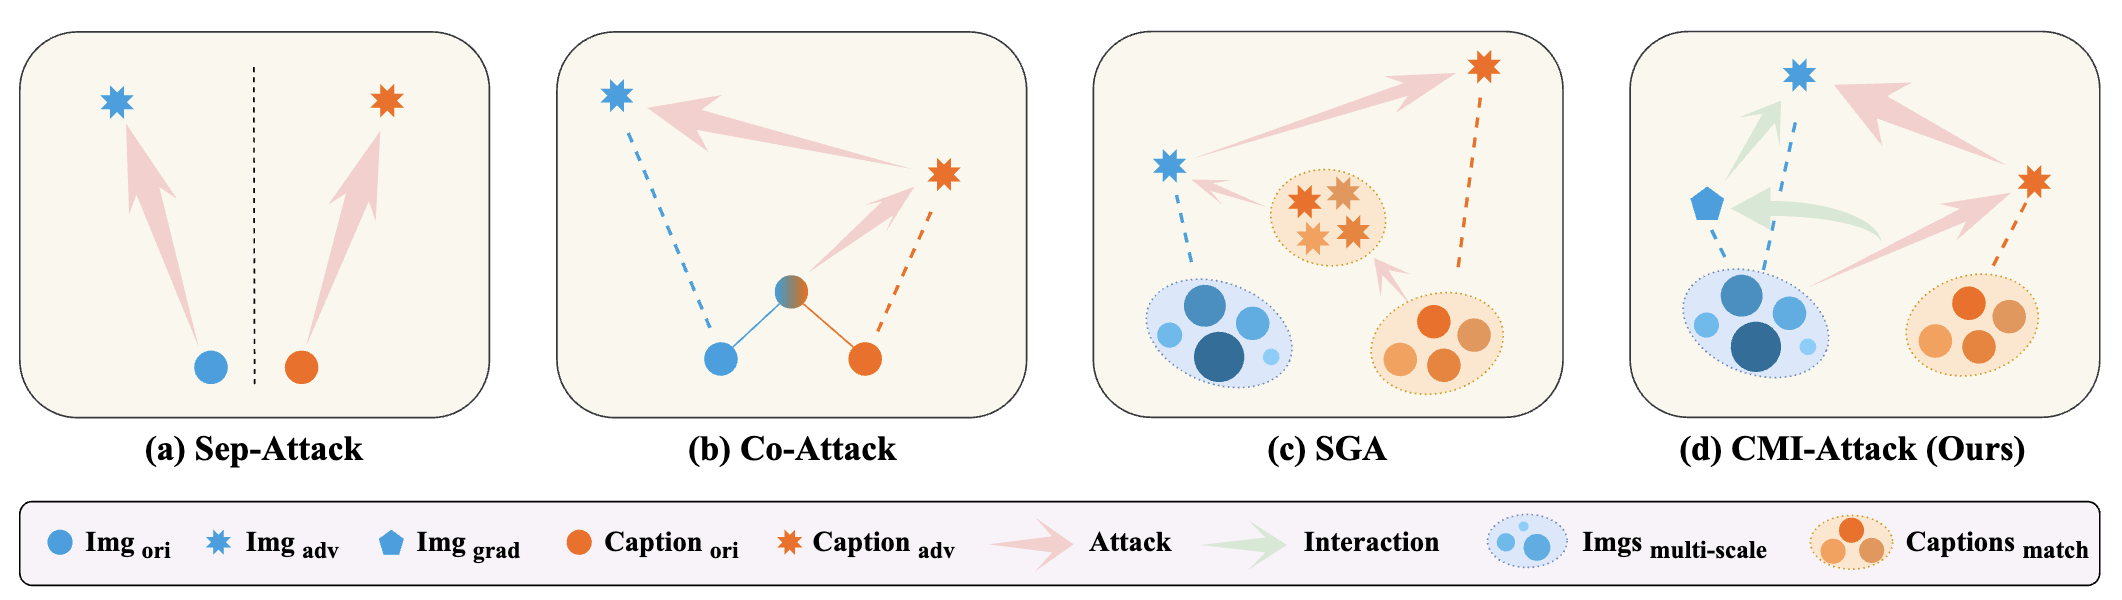 (a) Sep-Attack
(b) Co-Attack
(c) SGA
(d) CMI-Attack (Ours)
Img ori
Img adv
Img grad
Caption ori
Caption adv
Attack
Interaction
Imgs multi-scale
Captions match